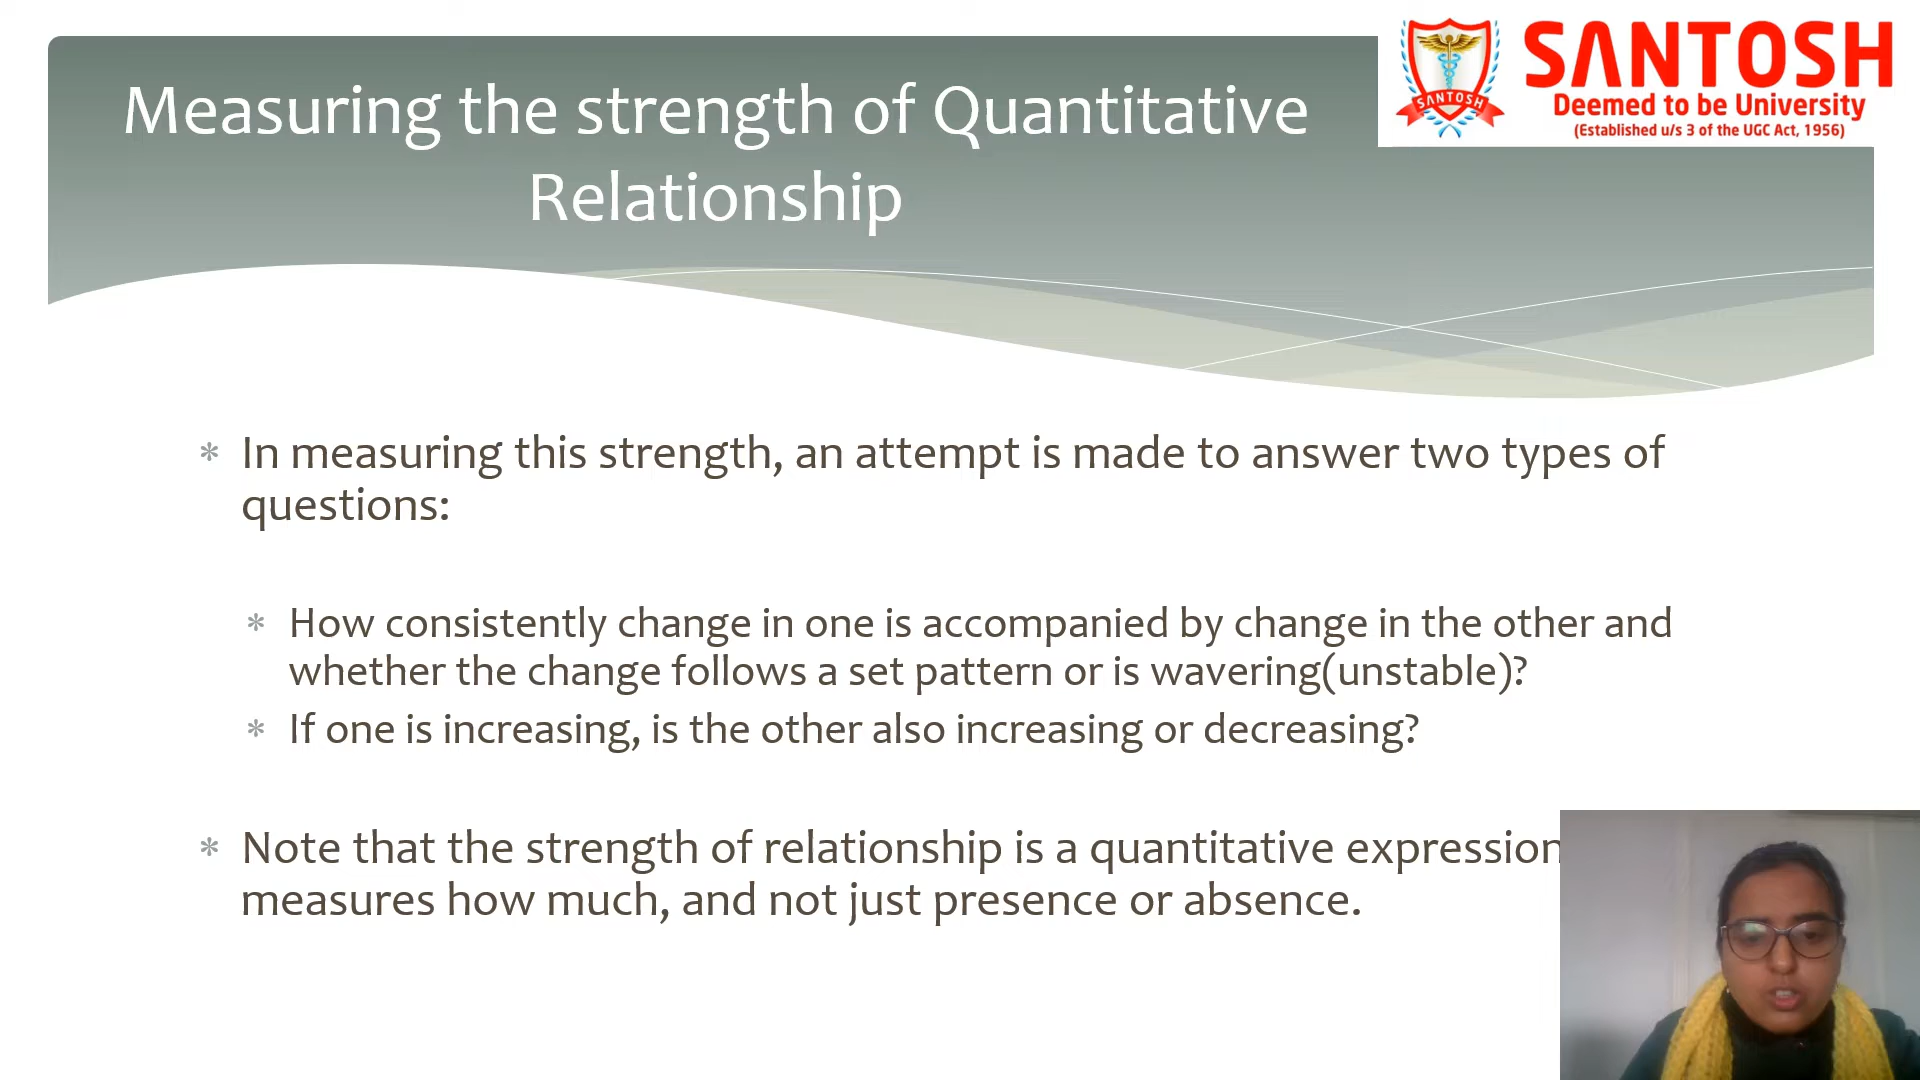 Measuring the strength of Quantitative
Relationship
SANTOSH
SANTOSH
Deemed to be University
(Established u/s 3 of the UGC Act, 1956)
* In measuring this strength, an attempt is made to answer two types of
questions:
* How consistently change in one is accompanied by change in the other and
whether the change follows a set pattern or is wavering(unstable)?
* If one is increasing, is the other also increasing or decreasing?
* Note that the strength of relationship is a quantitative expression
measures how much, and not just presence or absence.